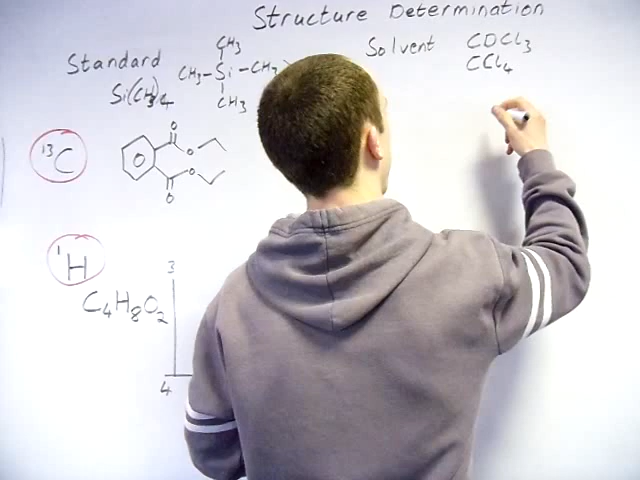 Structure Determination
Standard
Si(CH3)4
CH3
CH3-Si-CH3
CH3
Solvent
CDCl3
CCl4
13C
O
O
O
O
1H
C4H8O2
3
4